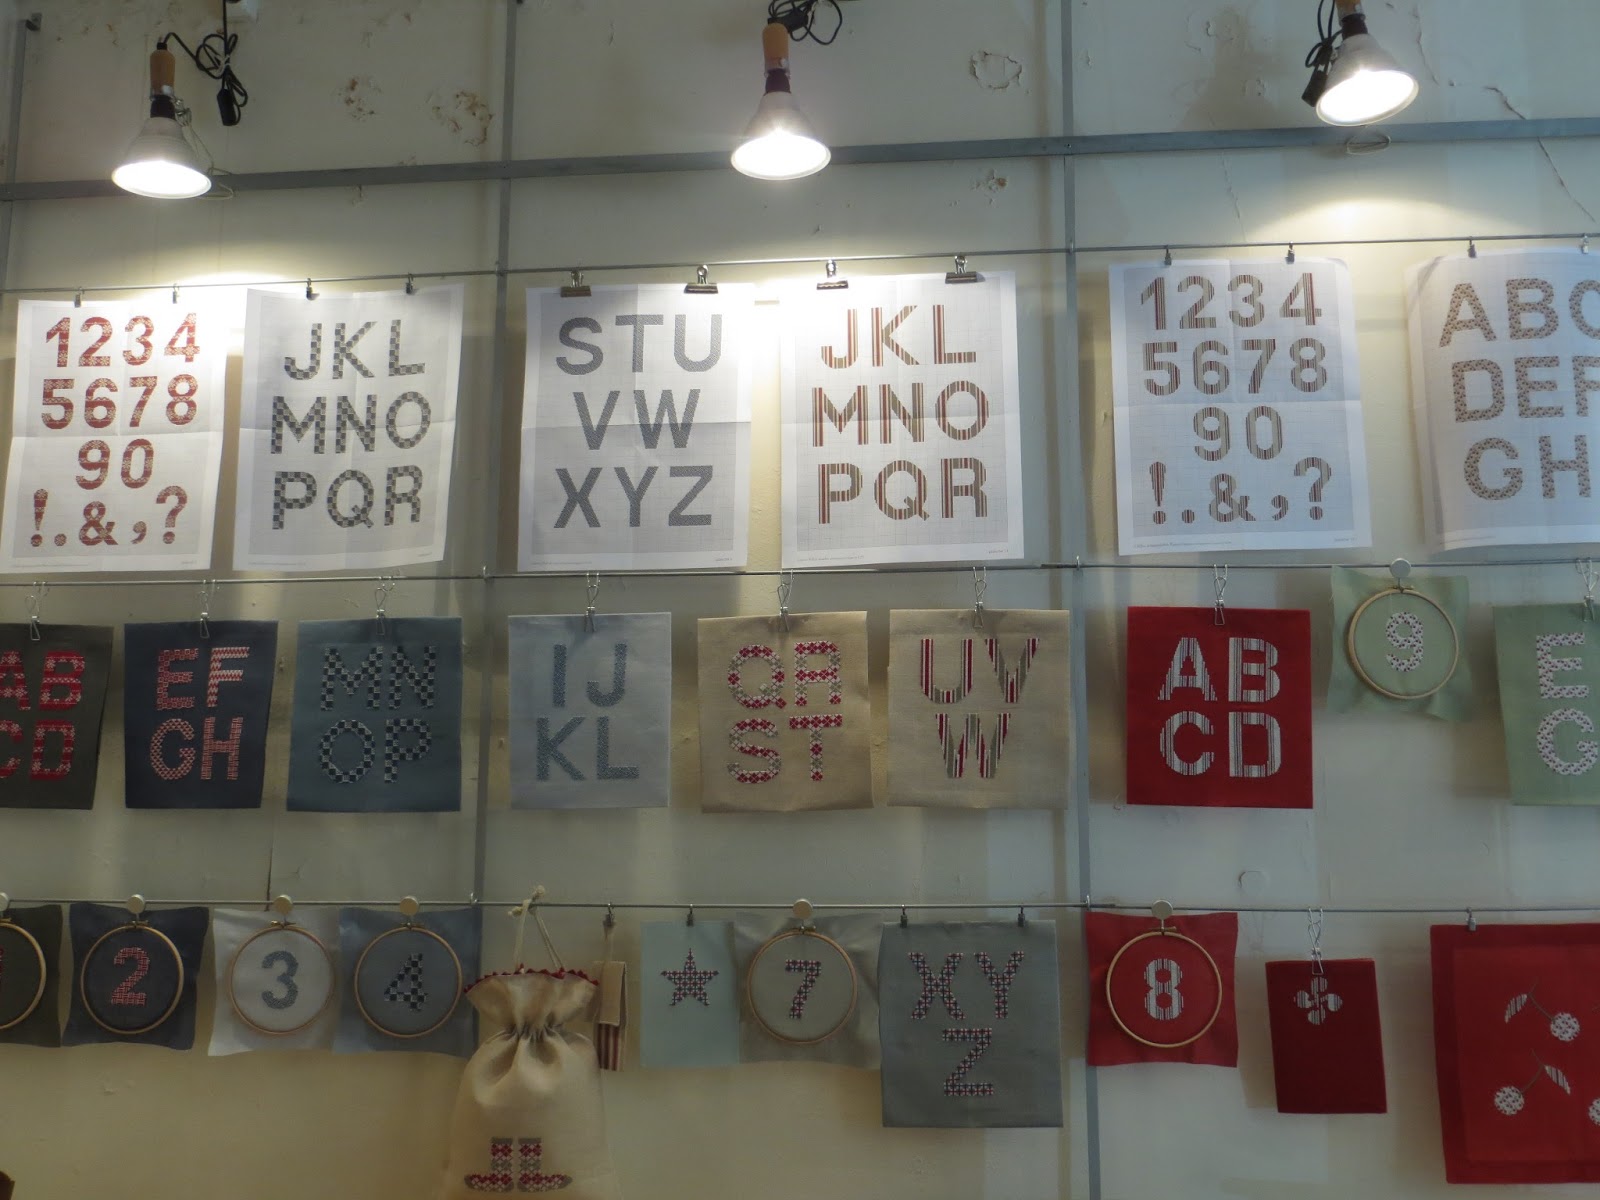 1234
5678
90
!.&,?
JKL
MNO
PQR
STU
VW
XYZ
JKL
MNO
PQR
1234
5678
90
!.&,?
ABC
DEF
GH
AB
CD
EF
GH
MN
OP
IJ
KL
QR
ST
UV
W
AB
CD
9
E
G
1
2
3
4
7
XY
Z
8